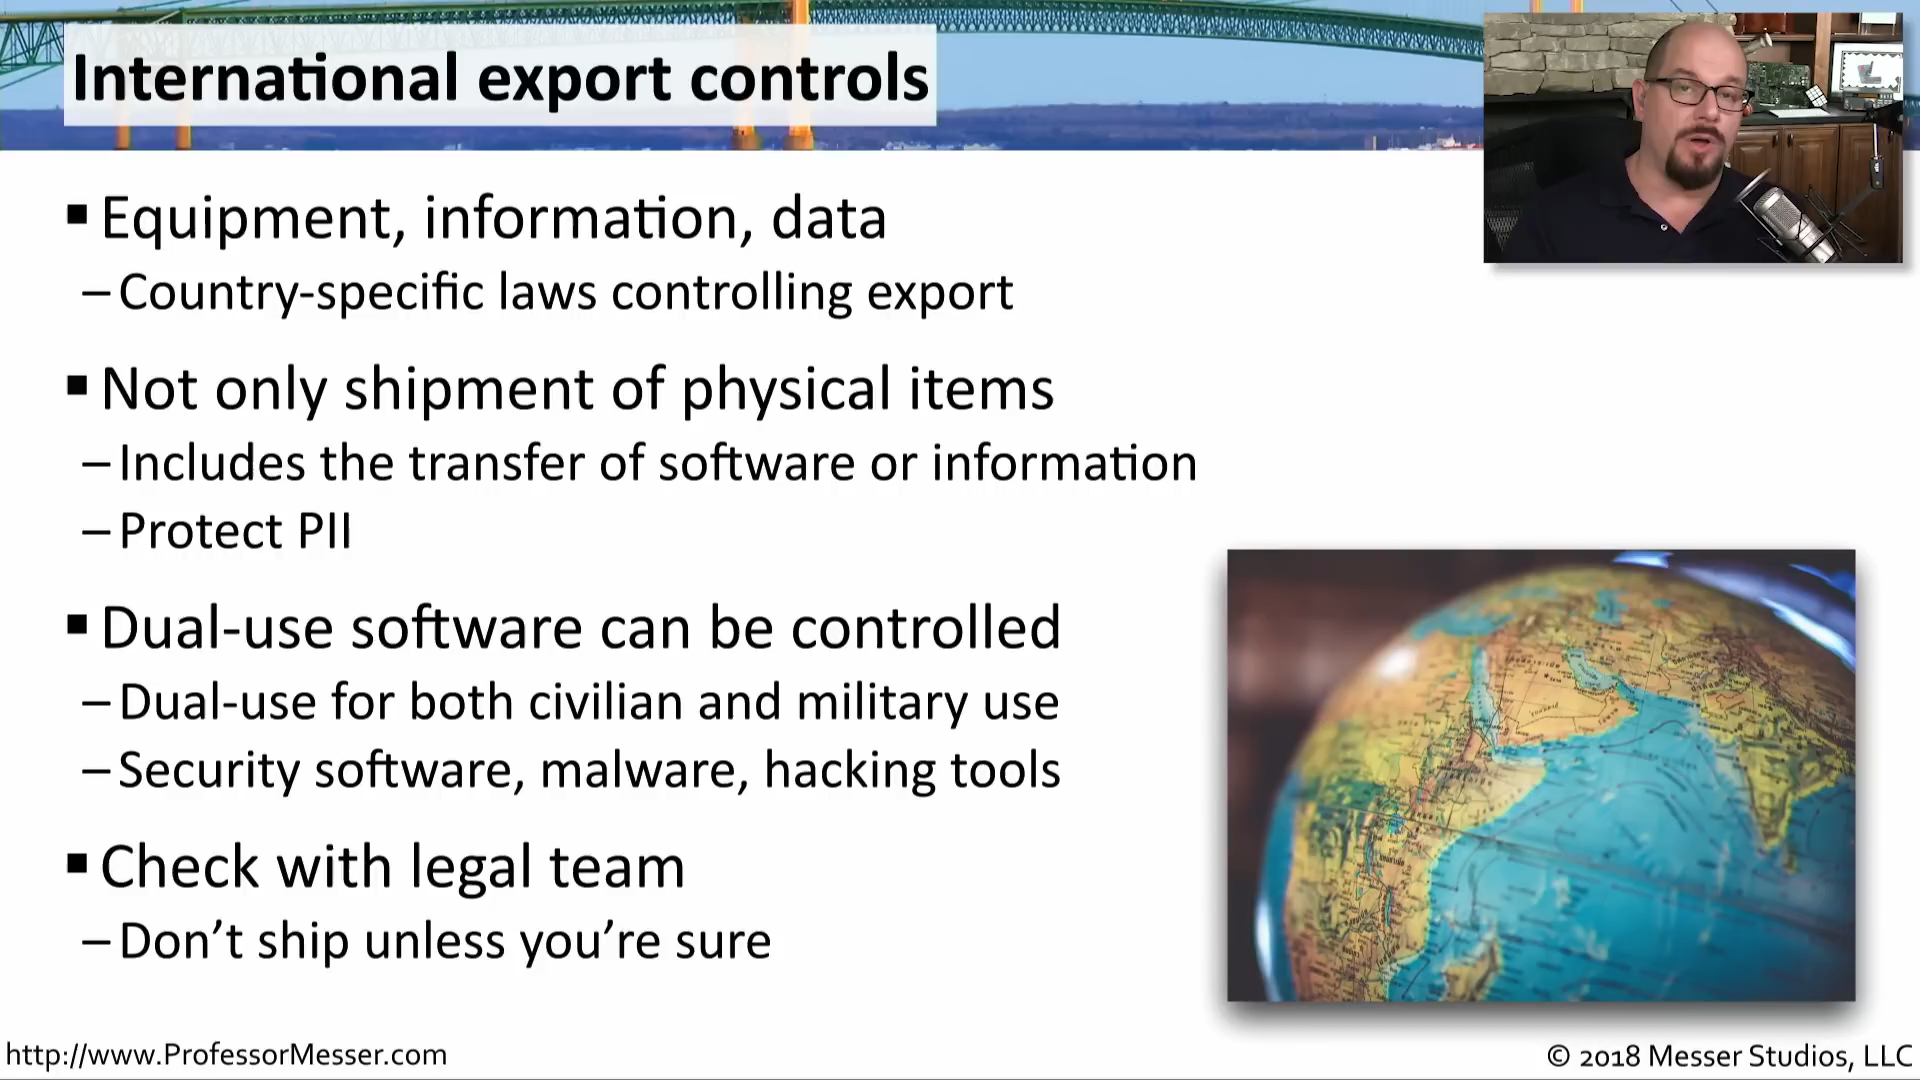 International export controls
▪ Equipment, information, data
– Country-specific laws controlling export
▪ Not only shipment of physical items
– Includes the transfer of software or information
– Protect PII
▪ Dual-use software can be controlled
– Dual-use for both civilian and military use
– Security software, malware, hacking tools
▪ Check with legal team
– Don’t ship unless you’re sure
http://www.ProfessorMesser.com
© 2018 Messer Studios, LLC